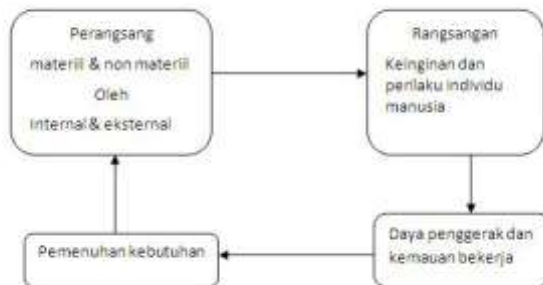 Perangsang
materiil & non materiil
Oleh
Internal & eksternal
Rangsangan
Keinginan dan
perilaku individu
manusia
Daya penggerak dan
kemauan bekerja
Pemenuhan kebutuhan